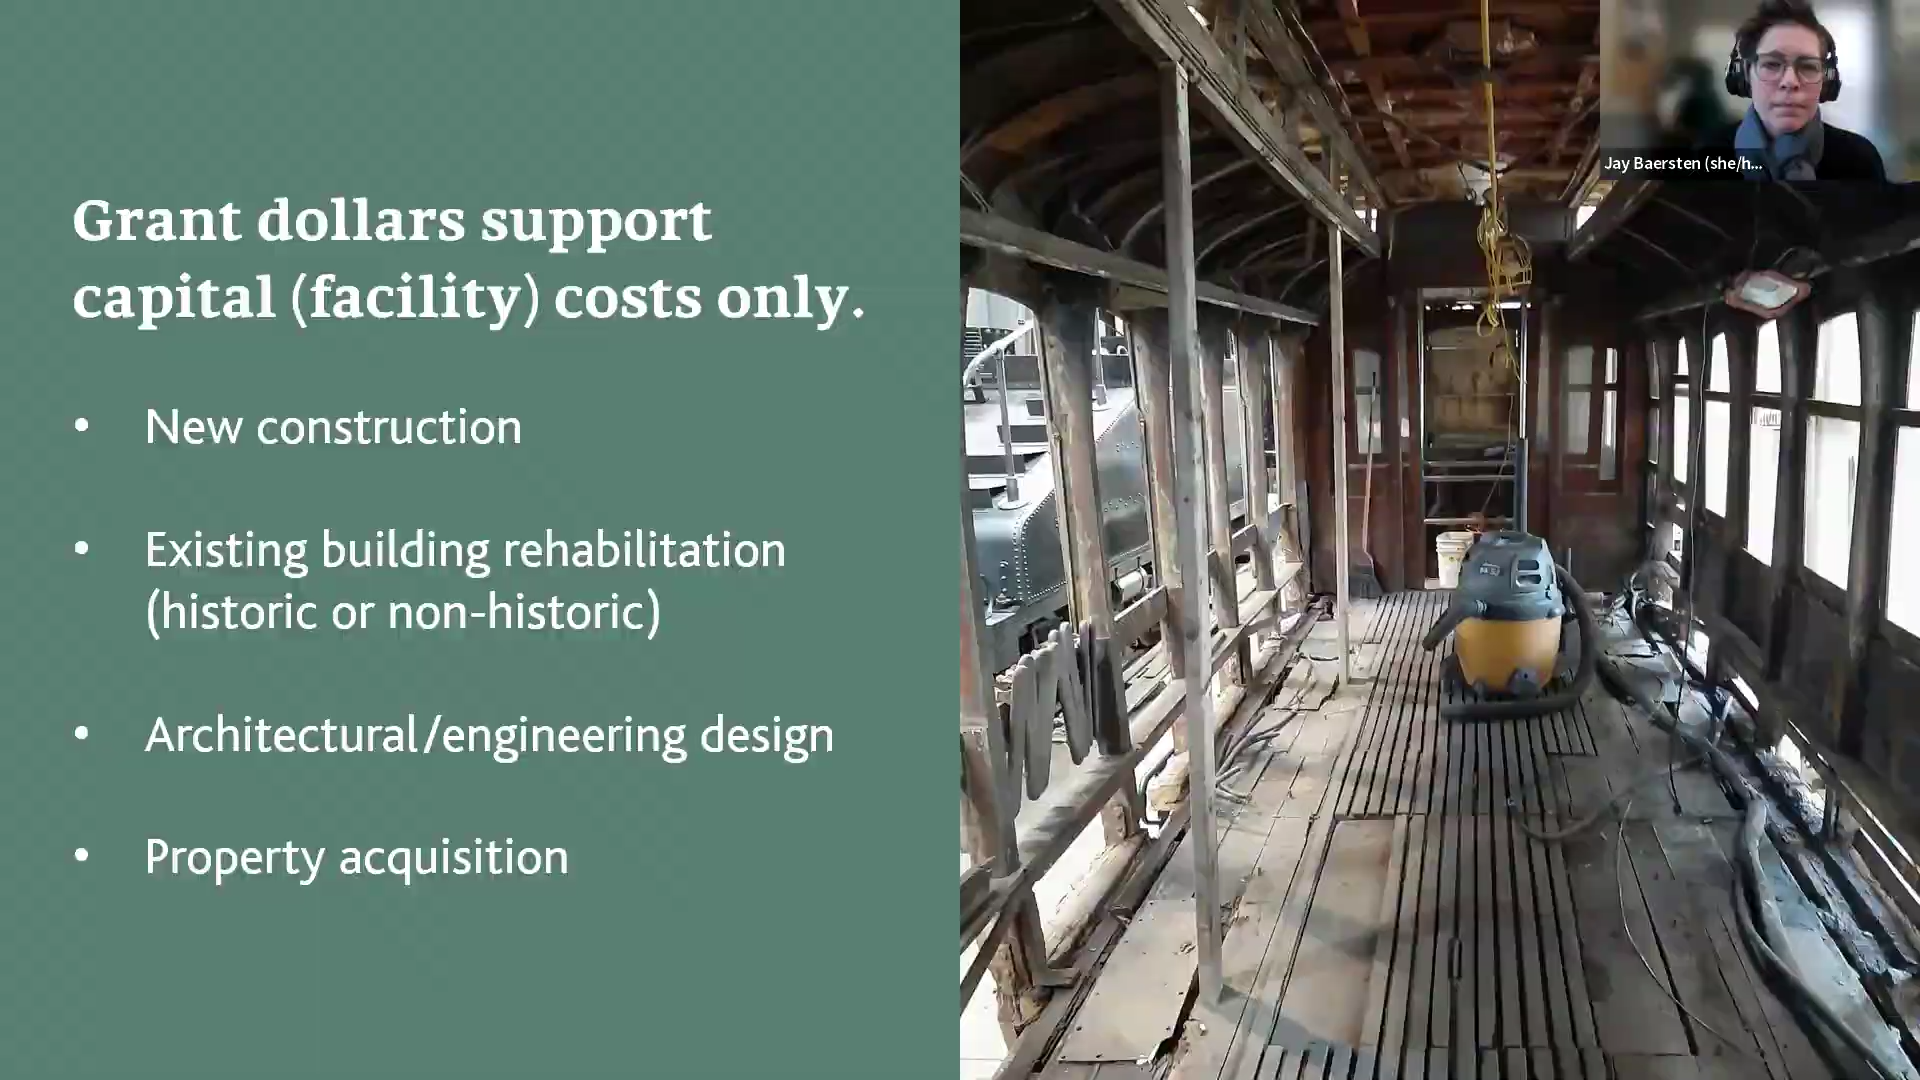 Grant dollars support
capital (facility) costs only.
• New construction
• Existing building rehabilitation
(historic or non-historic)
• Architectural/engineering design
• Property acquisition
Jay Baersten (she/h...